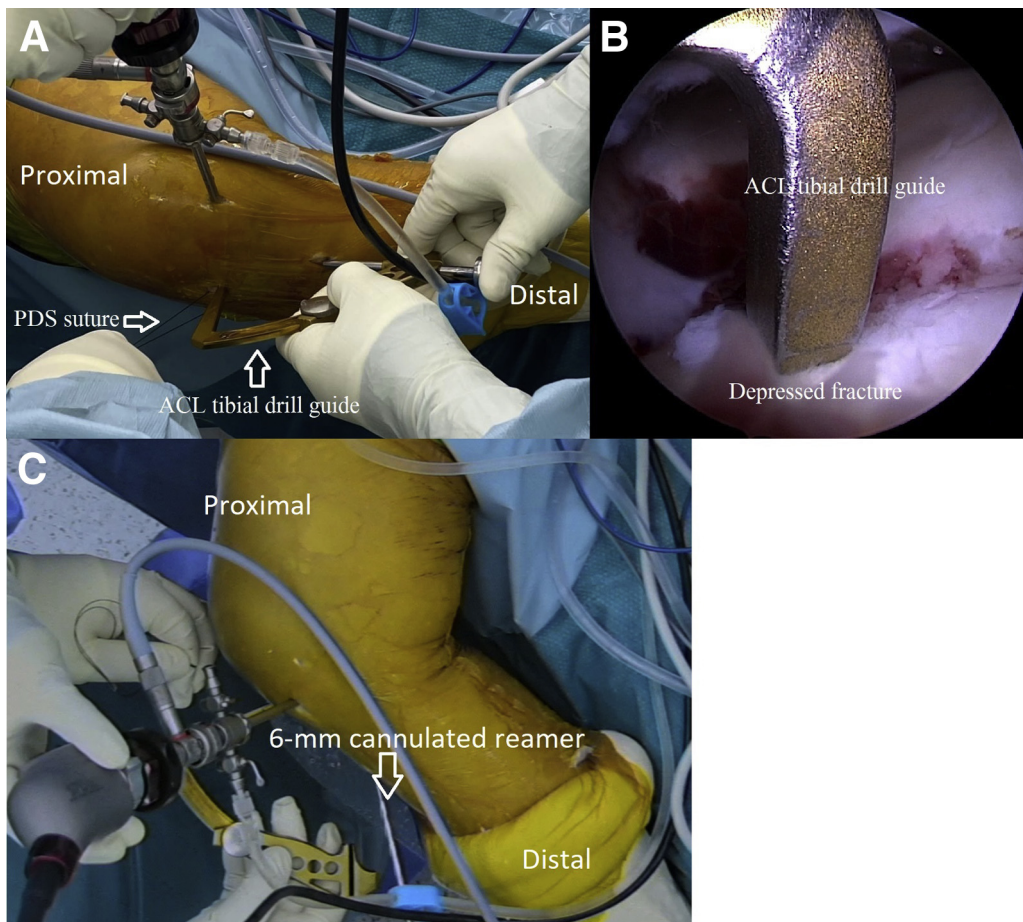 A
Proximal
Distal
PDS suture
ACL tibial drill guide
B
ACL tibial drill guide
Depressed fracture
C
Proximal
6-mm cannulated reamer
Distal